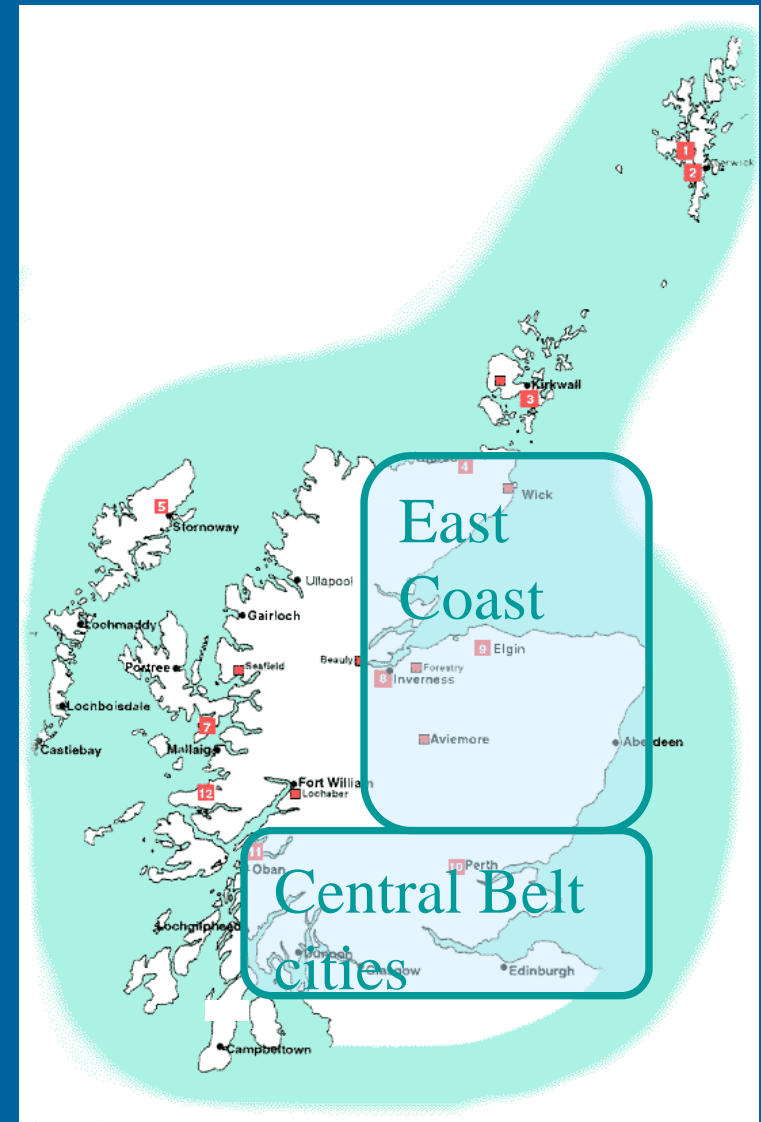 1
2
Kirkwall
3
4
Wick
5
Stornoway
East
Coast
Ullapool
Gairloch
Lochmaddy
9 Elgin
Portree
Seafield
Beauly
Forestry
8
Inverness
Lochboisdale
7
Aviemore
Castlebay
Mallaig
Aberdeen
Fort William
12
Lochaber
11
Oban
10 Perth
Central Belt
Lochgilphead
Dunoon
cities
Glasgow
Edinburgh
Campbeltown